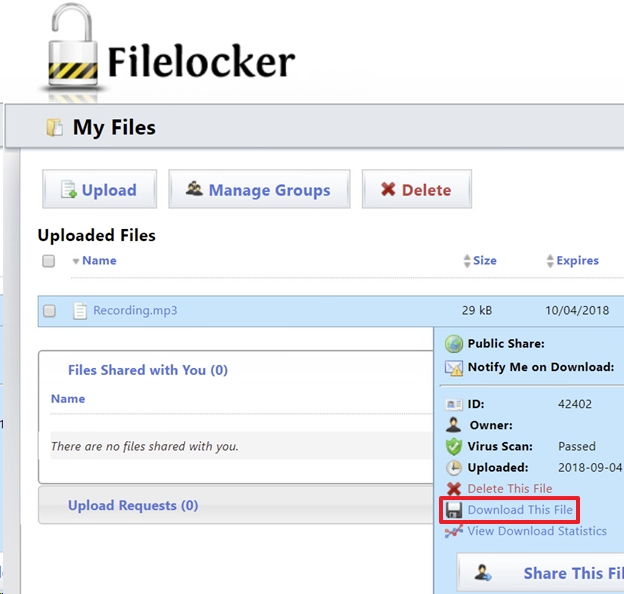 Filelocker
My Files
Upload
Manage Groups
Delete
Uploaded Files
Name Size Expires
Recording.mp3 29 kB 10/04/2018
Public Share:
Notify Me on Download:
Files Shared with You (0)
Name
There are no files shared with you.
Upload Requests (0)
ID: 42402
Owner:
Virus Scan: Passed
Uploaded: 2018-09-04
Delete This File
Download This File
View Download Statistics
Share This Fil